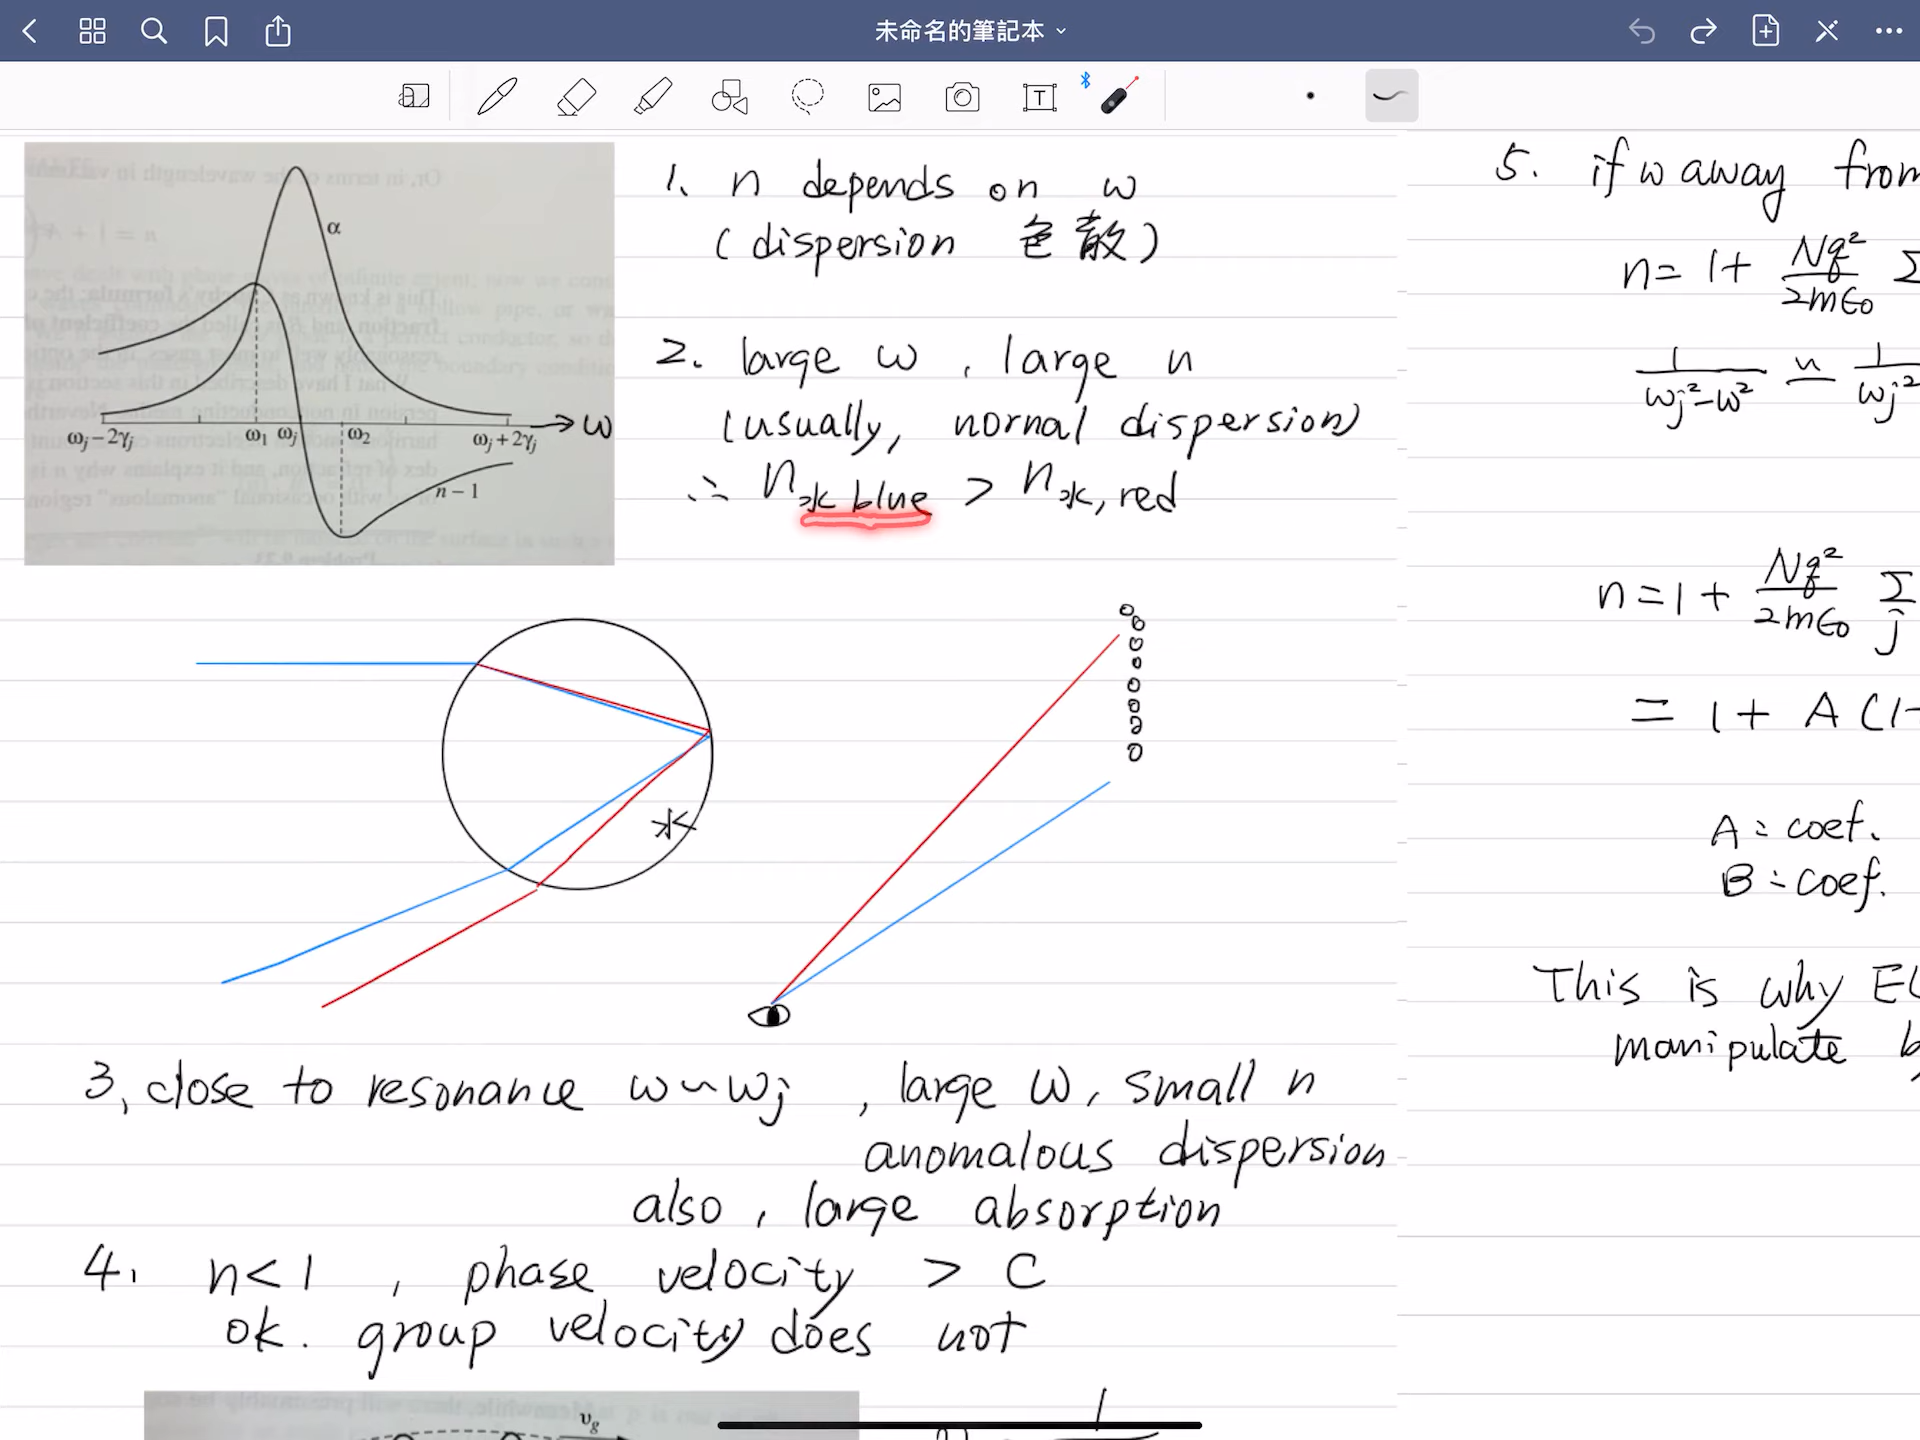 未命名的筆記本
α
ωj−2γj
ω1
ωj
ω2
ωj+2γj
→ω
n−1
1. n depends on ω
(dispersion 色散)
2. large ω, large n
(usually, normal dispersion)
∴ n水 blue > n水, red
水
3, close to resonance ω~ωj, large ω, small n
anomalous dispersion
also, large absorption
4. n<1, phase velocity > C
ok. group velocity does not
υg
5. if ω away from
n= 1+ Nq²/2mϵ0 Σ
1/ωj²-ω² ≈ 1/ωj²
n=1+ Nq²/2mϵ0 Σj
= 1+ A(1-
A: coef.
B: coef.
This is why
manipulate